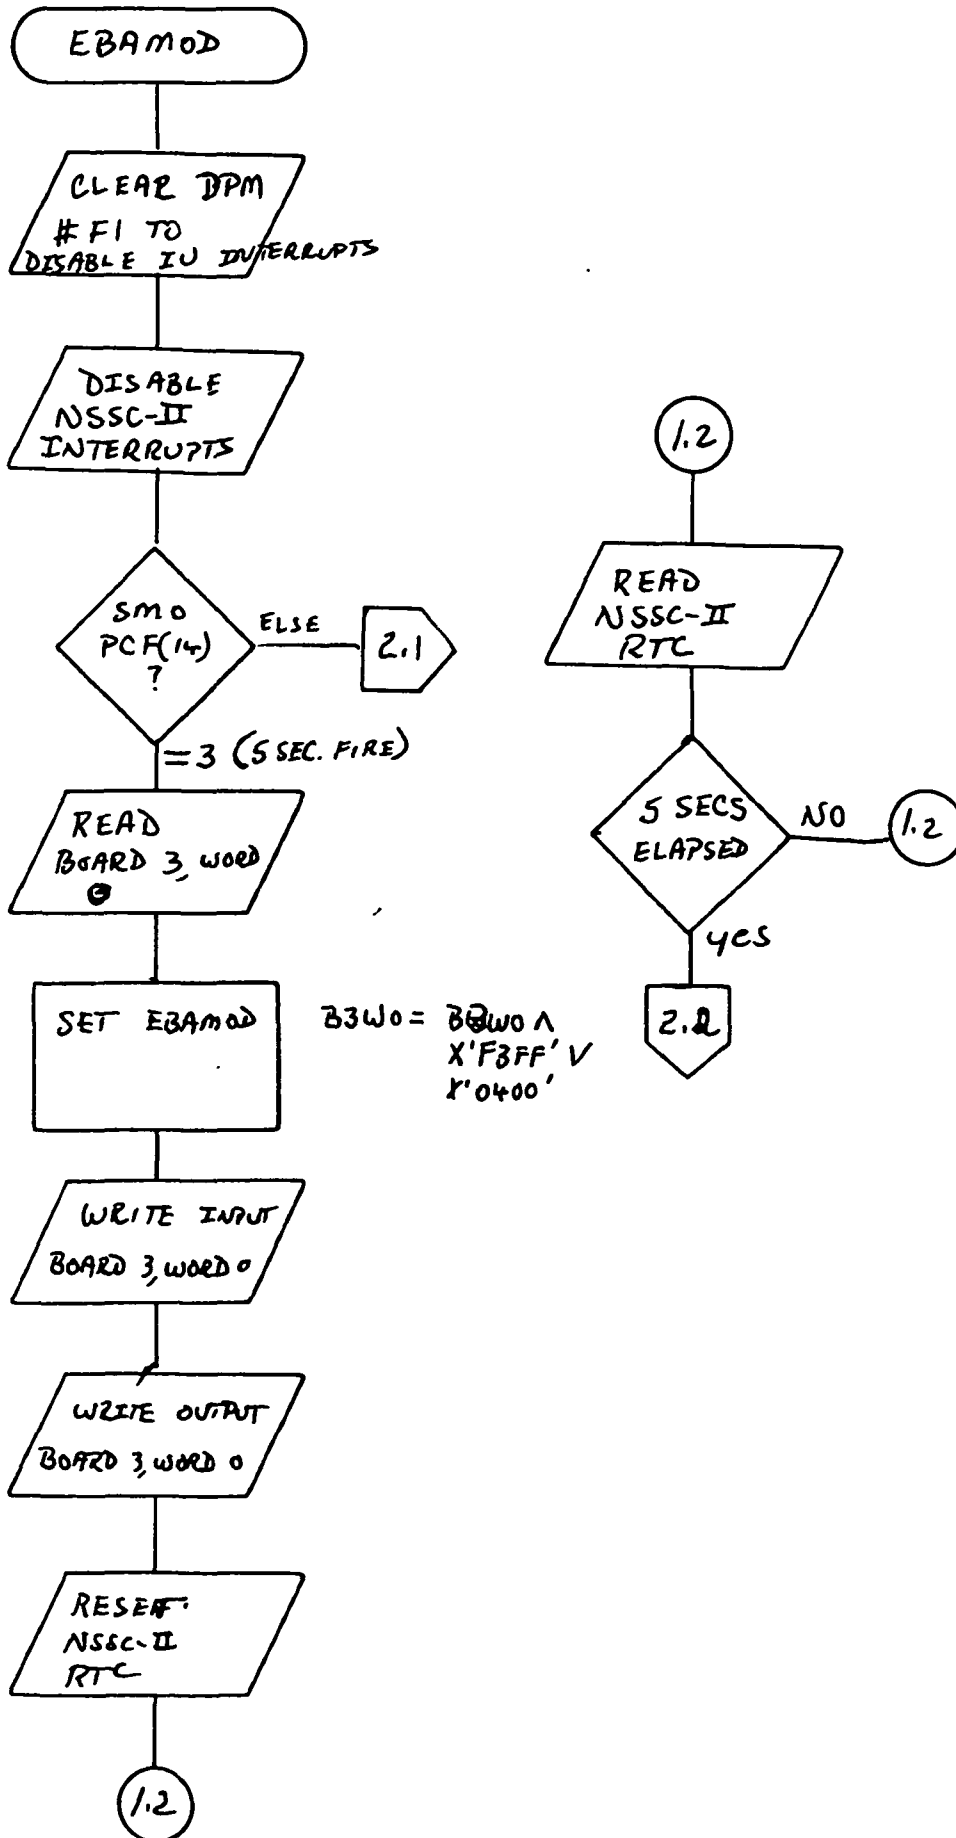 EBAMOD
CLEAR DPM
#F1 TO
DISABLE IU INTERRUPTS
DISABLE
NSSC-II
INTERRUPTS
SMO
PCF(14)
?
ELSE
2.1
=3 (5 SEC. FIRE)
READ
BOARD 3, WORD
0
SET EBAMOD
B3W0 = B3W0 ∧
X'F3FF' ∨
X'0400'
WRITE INPUT
BOARD 3, WORD 0
WRITE OUTPUT
BOARD 3, WORD 0
RESET
NSSC-II
RTC
1.2
1.2
READ
NSSC-II
RTC
5 SECS
ELAPSED
NO
1.2
yes
2.2